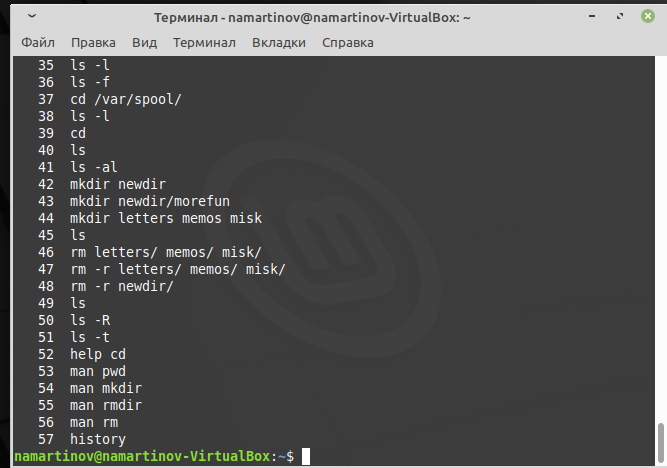 Терминал - namartinov@namartinov-VirtualBox: ~
Файл Правка Вид Терминал Вкладки Справка
35 ls -l
36 ls -f
37 cd /var/spool/
38 ls -l
39 cd
40 ls
41 ls -al
42 mkdir newdir
43 mkdir newdir/morefun
44 mkdir letters memos misk
45 ls
46 rm letters/ memos/ misk/
47 rm -r letters/ memos/ misk/
48 rm -r newdir/
49 ls
50 ls -R
51 ls -t
52 help cd
53 man pwd
54 man mkdir
55 man rmdir
56 man rm
57 history
namartinov@namartinov-VirtualBox:~$